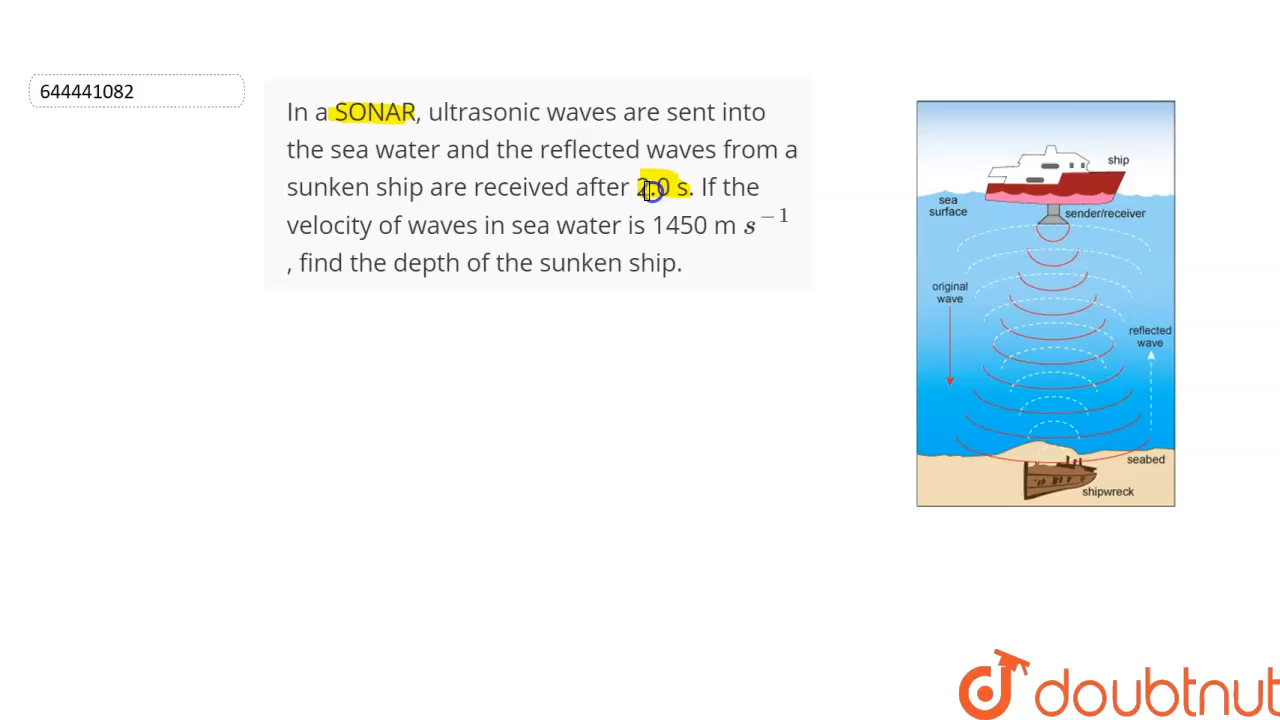 644441082
In a SONAR, ultrasonic waves are sent into
the sea water and the reflected waves from a
sunken ship are received after 2.0 s. If the
velocity of waves in sea water is 1450 m s⁻¹
, find the depth of the sunken ship.
ship
sea
surface
sender/receiver
original
wave
reflected
wave
seabed
shipwreck
doubtnut